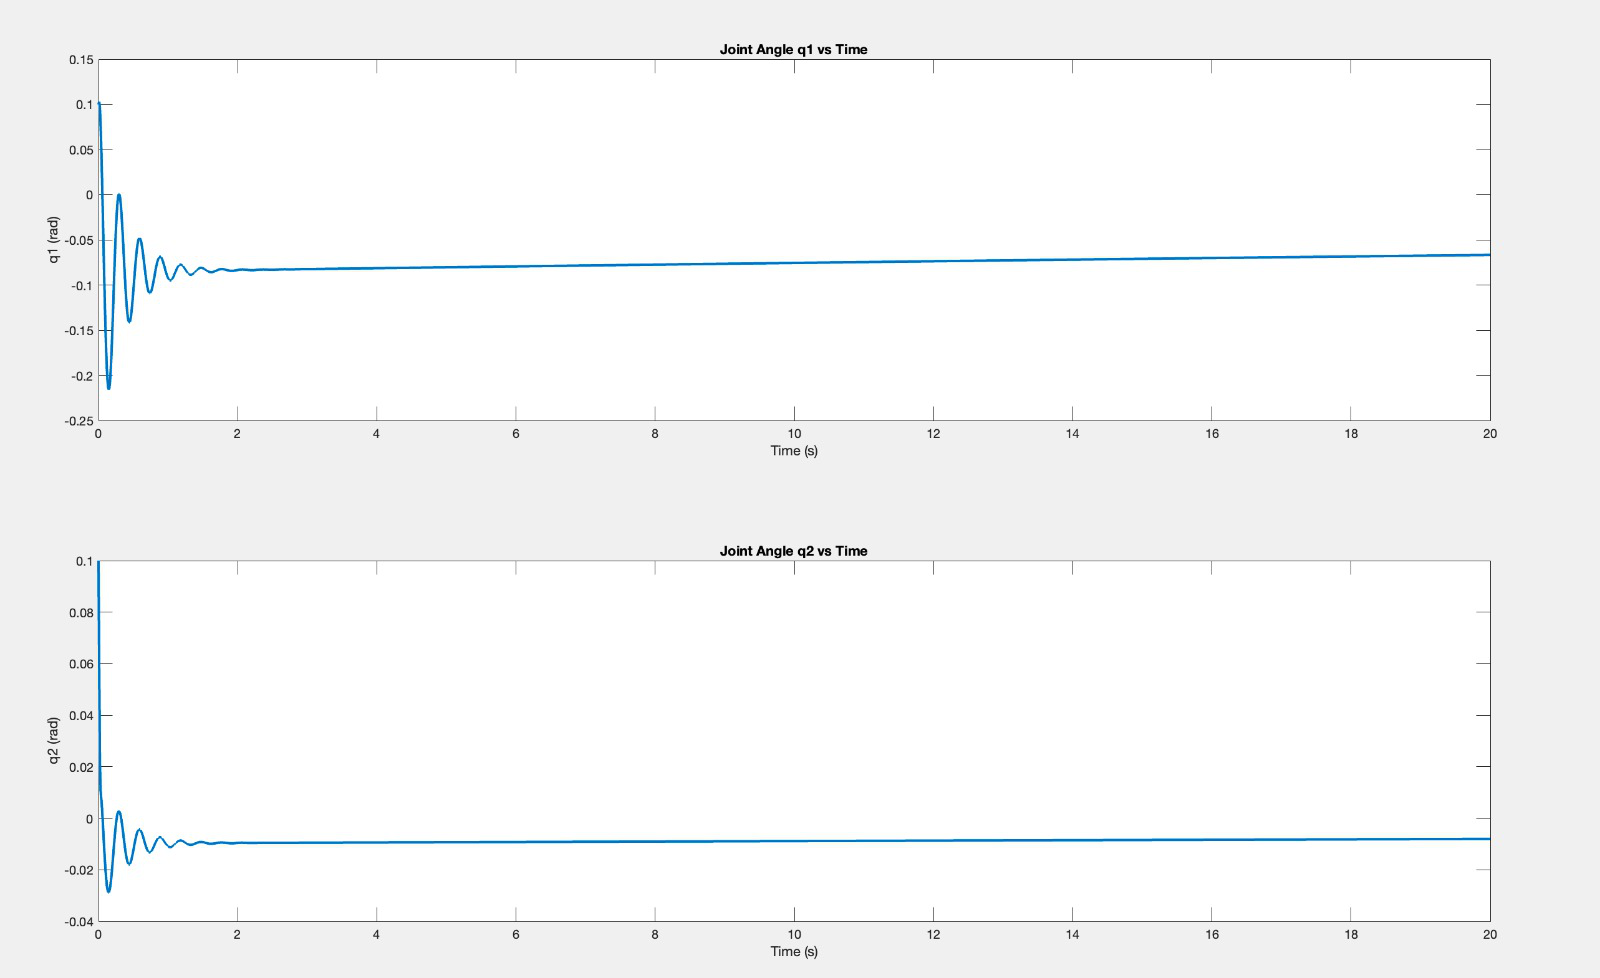 Joint Angle q1 vs Time
0.15
0.1
0.05
0
-0.05
-0.1
-0.15
-0.2
-0.25
q1 (rad)
0 2 4 6 8 10 12 14 16 18 20
Time (s)
Joint Angle q2 vs Time
0.1
0.08
0.06
0.04
0.02
0
-0.02
-0.04
q2 (rad)
0 2 4 6 8 10 12 14 16 18 20
Time (s)